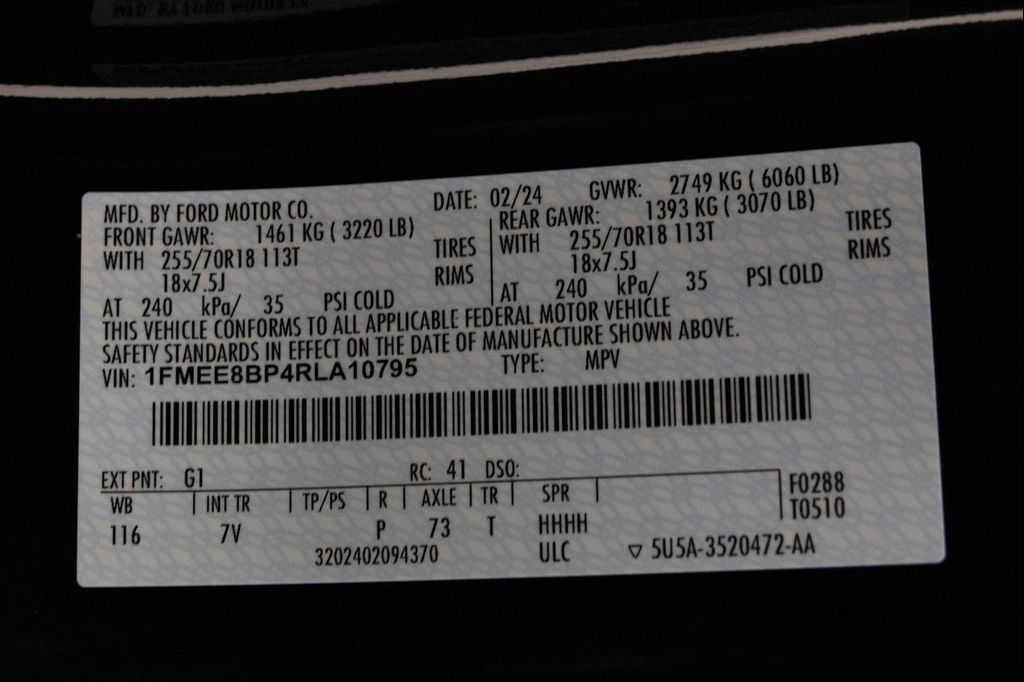 MFD. BY FORD MOTOR CO.
DATE: 02/24
GVWR: 2749 KG ( 6060 LB)
FRONT GAWR: 1461 KG ( 3220 LB)
WITH 255/70R18 113T TIRES
18x7.5J RIMS
AT 240 kPa/ 35 PSI COLD
REAR GAWR: 1393 KG ( 3070 LB)
WITH 255/70R18 113T TIRES
18x7.5J RIMS
AT 240 kPa/ 35 PSI COLD
THIS VEHICLE CONFORMS TO ALL APPLICABLE FEDERAL MOTOR VEHICLE
SAFETY STANDARDS IN EFFECT ON THE DATE OF MANUFACTURE SHOWN ABOVE.
VIN: 1FMEE8BP4RLA10795 TYPE: MPV
EXT PNT: G1 RC: 41 DSO:
WB INT TR TP/PS R AXLE TR SPR
116 7V P 73 T HHHH
F0288
T0510
3202402094370 ULC ▽ 5U5A-3520472-AA